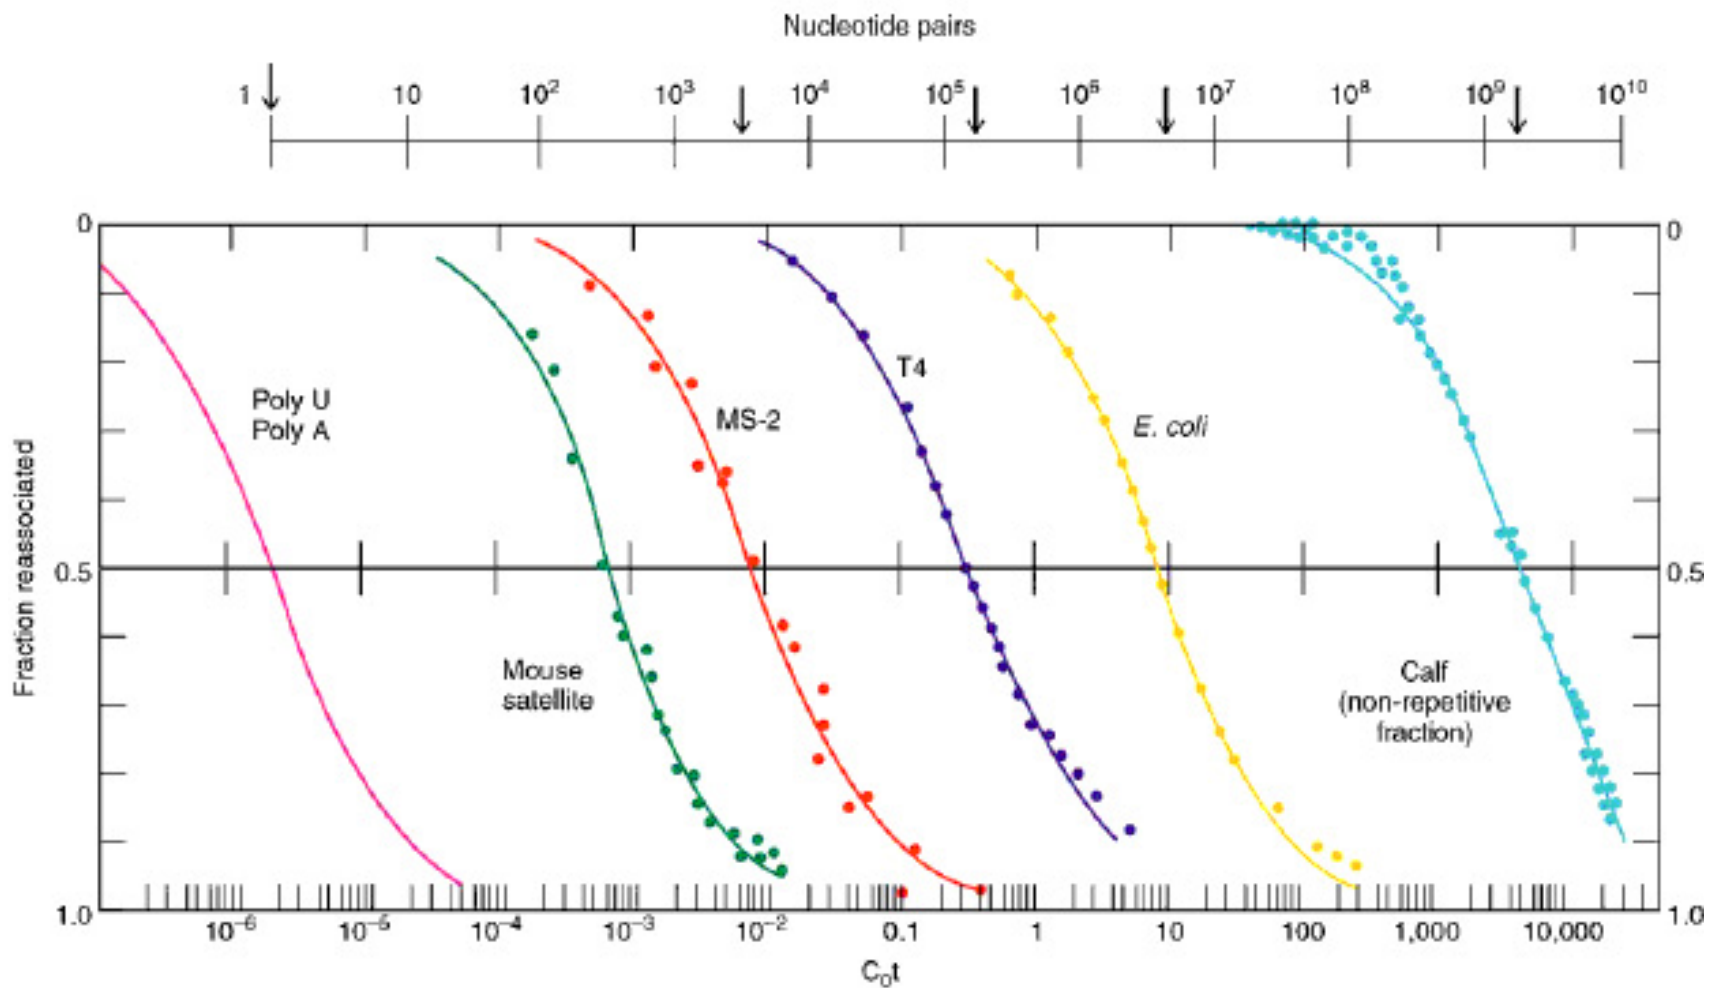 Nucleotide pairs
1 10 10² 10³ 10⁴ 10⁵ 10⁶ 10⁷ 10⁸ 10⁹ 10¹⁰
0 0
Poly U
Poly A
MS-2
T4
E. coli
Fraction reassociated
0.5 0.5
Mouse
satellite
Calf
(non-repetitive
fraction)
1.0 1.0
10⁻⁶ 10⁻⁵ 10⁻⁴ 10⁻³ 10⁻² 0.1 1 10 100 1,000 10,000
C₀t